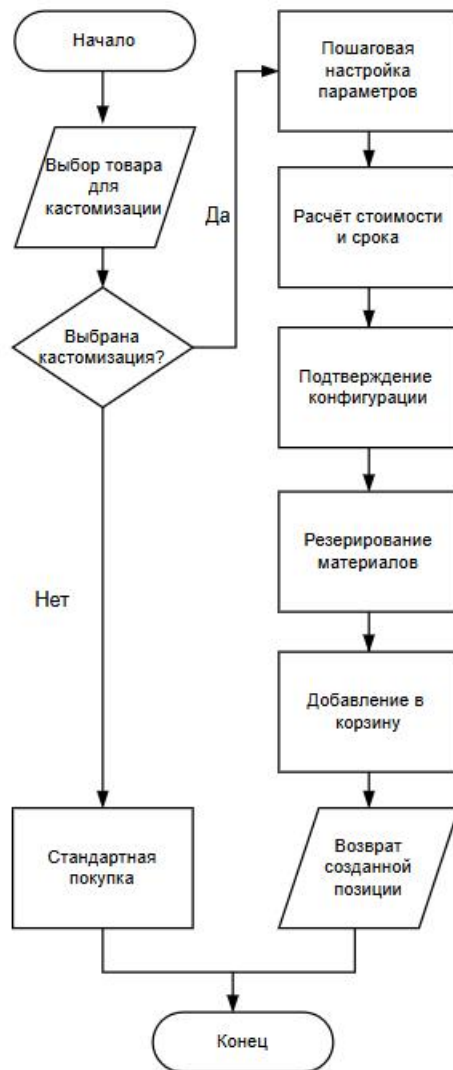 Начало
Выбор товара
для
кастомизации
Выбрана
кастомизация?
Да
Нет
Пошаговая
настройка
параметров
Расчёт стоимости
и срока
Подтверждение
конфигурации
Резерирование
материалов
Добавление в
корзину
Стандартная
покупка
Возврат
созданной
позиции
Конец